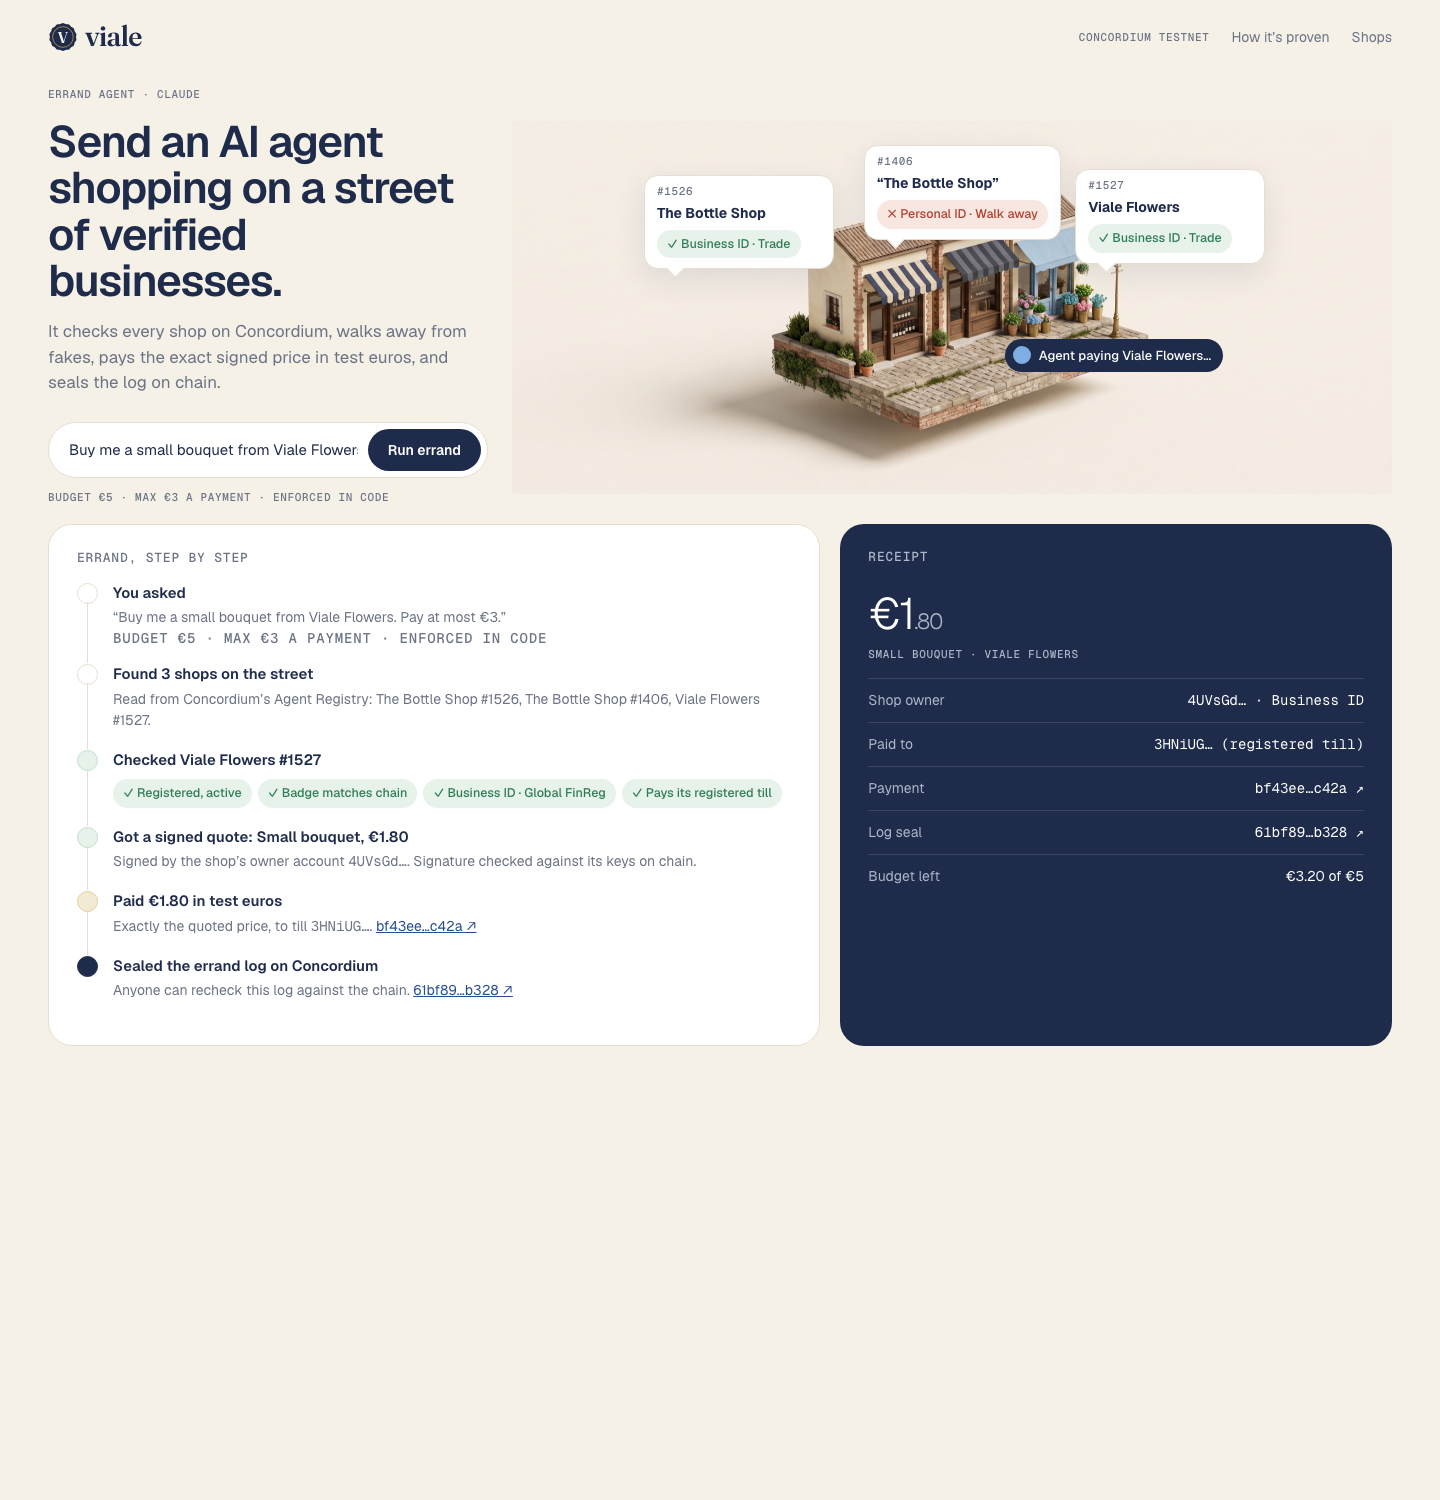 viale
CONCORDIUM TESTNET
How it's proven
Shops
ERRAND AGENT · CLAUDE
Send an AI agent
shopping on a street
of verified
businesses.
It checks every shop on Concordium, walks away from
fakes, pays the exact signed price in test euros, and
seals the log on chain.
Buy me a small bouquet from Viale Flowers
Run errand
BUDGET €5 · MAX €3 A PAYMENT · ENFORCED IN CODE
#1526
The Bottle Shop
✓ Business ID · Trade
#1406
“The Bottle Shop”
✕ Personal ID · Walk away
#1527
Viale Flowers
✓ Business ID · Trade
Agent paying Viale Flowers…
ERRAND, STEP BY STEP
You asked
“Buy me a small bouquet from Viale Flowers. Pay at most €3.”
BUDGET €5 · MAX €3 A PAYMENT · ENFORCED IN CODE
Found 3 shops on the street
Read from Concordium’s Agent Registry: The Bottle Shop #1526, The Bottle Shop #1406, Viale Flowers
#1527.
Checked Viale Flowers #1527
✓ Registered, active
✓ Badge matches chain
✓ Business ID · Global FinReg
✓ Pays its registered till
Got a signed quote: Small bouquet, €1.80
Signed by the shop’s owner account 4UVsGd…. Signature checked against its keys on chain.
Paid €1.80 in test euros
Exactly the quoted price, to till 3HNiUG…. bf43ee…c42a ↗
Sealed the errand log on Concordium
Anyone can recheck this log against the chain. 61bf89…b328 ↗
RECEIPT
€1.80
SMALL BOUQUET · VIALE FLOWERS
Shop owner
4UVsGd… · Business ID
Paid to
3HNiUG… (registered till)
Payment
bf43ee…c42a ↗
Log seal
61bf89…b328 ↗
Budget left
€3.20 of €5